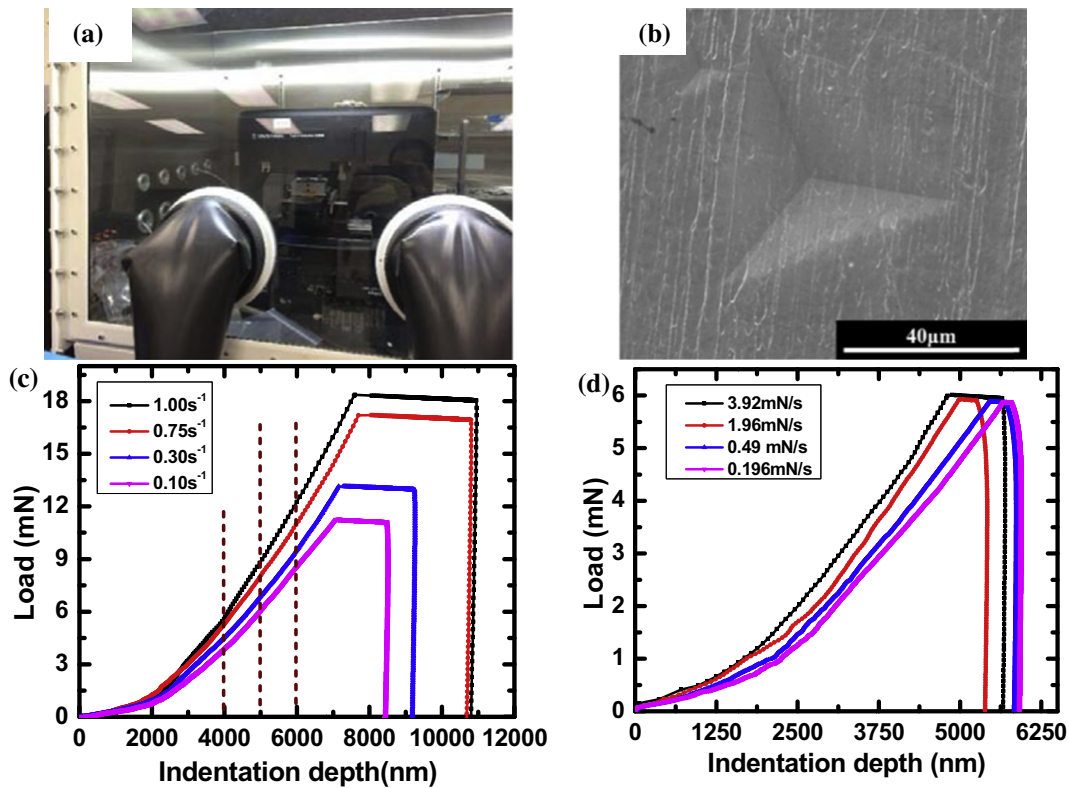 (a)
(b)
40µm
(c)
1.00s⁻¹
0.75s⁻¹
0.30s⁻¹
0.10s⁻¹
18
15
12
9
6
3
0
Load (mN)
0 2000 4000 6000 8000 10000 12000
Indentation depth(nm)
(d)
3.92mN/s
1.96mN/s
0.49 mN/s
0.196mN/s
6
5
4
3
2
1
0
Load (mN)
0 1250 2500 3750 5000 6250
Indentation depth (nm)